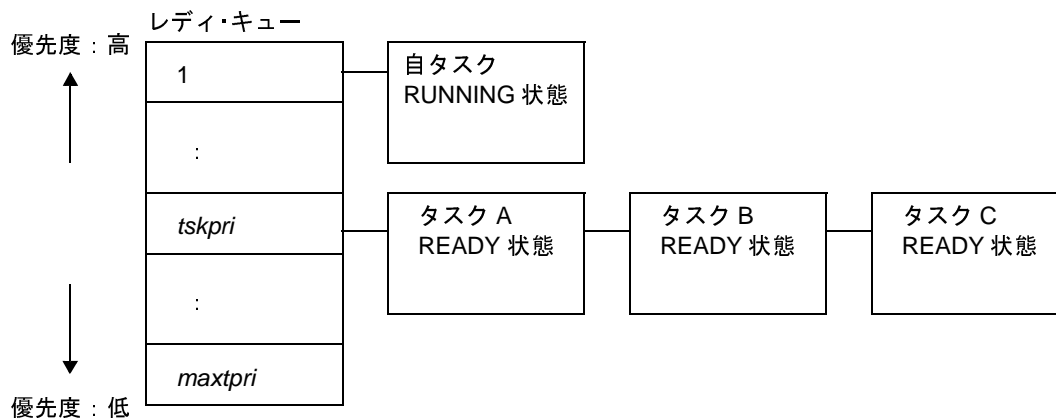 レディ・キュー
優先度：高
1
自タスク
RUNNING 状態
:
tskpri
タスク A
READY 状態
タスク B
READY 状態
タスク C
READY 状態
:
maxtpri
優先度：低